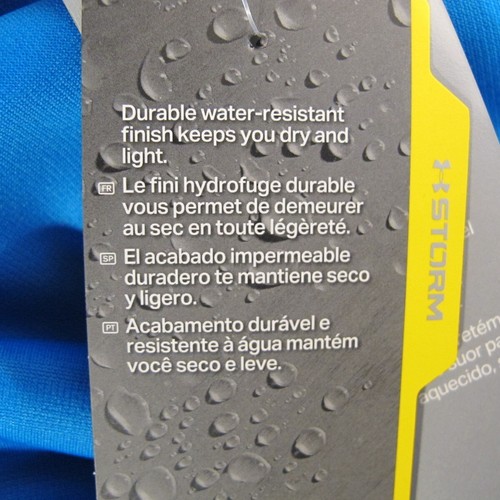 Durable water-resistant
finish keeps you dry and
light.
FR Le fini hydrofuge durable
vous permet de demeurer
au sec en toute légèreté.
SP El acabado impermeable
duradero te mantiene seco
y ligero.
PT Acabamento durável e
resistente à água mantém
você seco e leve.
STORM
aquecido,